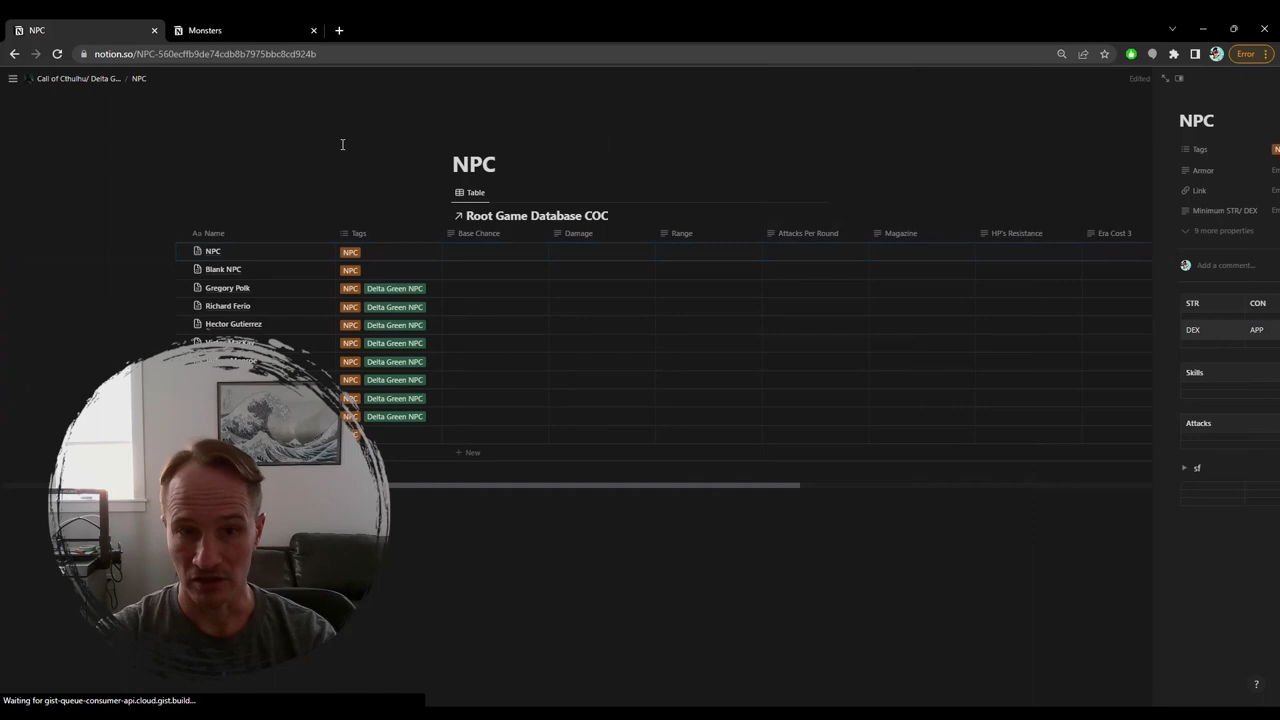 NPC
Monsters
notion.so/NPC-560ecffb9de74cdb8b7975bbc8cd924b
Error
Call of Cthulhu/ Delta G... / NPC
Edited
NPC
Table
Root Game Database COC
Aa Name
Tags
Base Chance
Damage
Range
Attacks Per Round
Magazine
HP's Resistance
Era Cost 3
NPC
NPC
Blank NPC
NPC
Gregory Polk
NPC
Delta Green NPC
Richard Ferio
NPC
Delta Green NPC
Hector Gutierrez
NPC
Delta Green NPC
NPC
Delta Green NPC
NPC
Delta Green NPC
NPC
Delta Green NPC
NPC
Delta Green NPC
NPC
Delta Green NPC
+ New
NPC
Tags
Armor
Link
Minimum STR/ DEX
9 more properties
Add a comment...
STR
CON
DEX
APP
Skills
Attacks
sf
?
Waiting for gist-queue-consumer-api.cloud.gist.build...